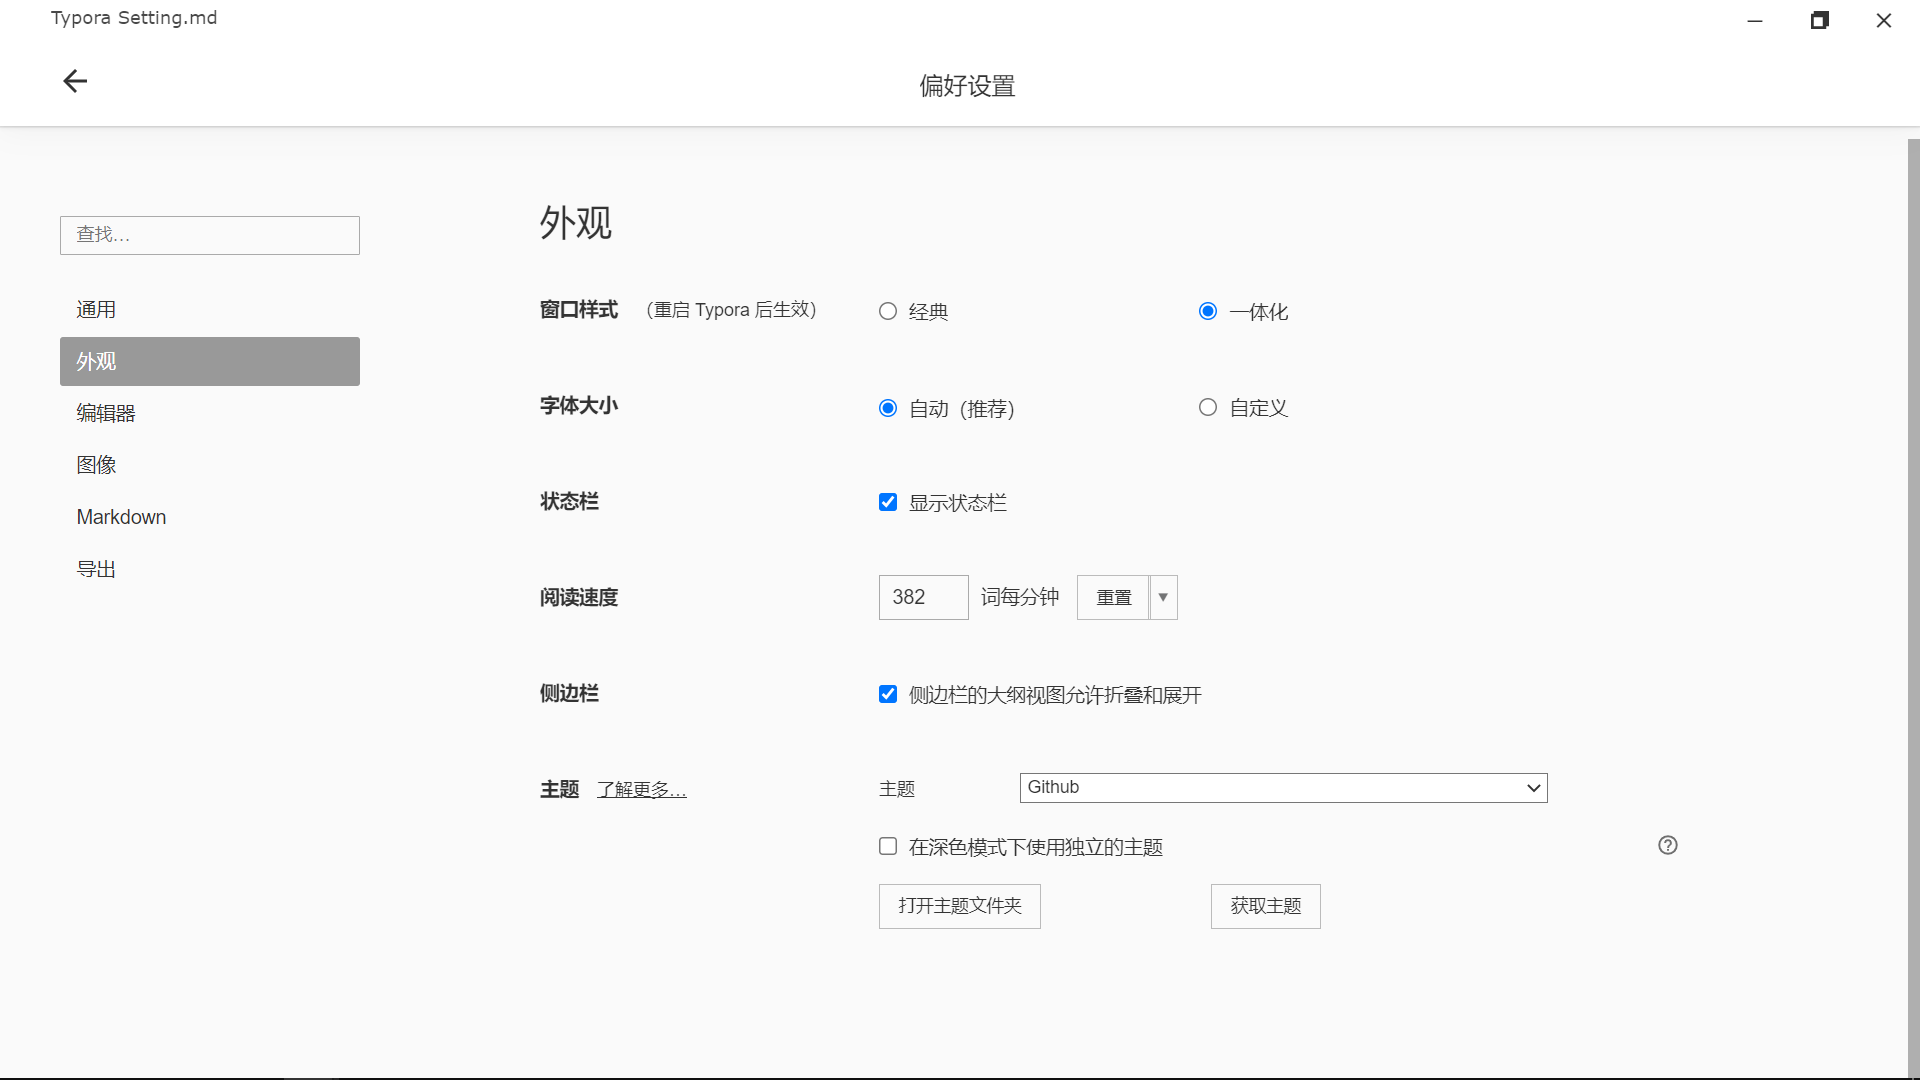 Typora Setting.md
偏好设置
查找...
通用
外观
编辑器
图像
Markdown
导出
外观
窗口样式 （重启 Typora 后生效） 经典 一体化
字体大小 自动（推荐） 自定义
状态栏 显示状态栏
阅读速度 382 词每分钟 重置
侧边栏 侧边栏的大纲视图允许折叠和展开
主题 了解更多... 主题 Github
在深色模式下使用独立的主题
打开主题文件夹 获取主题